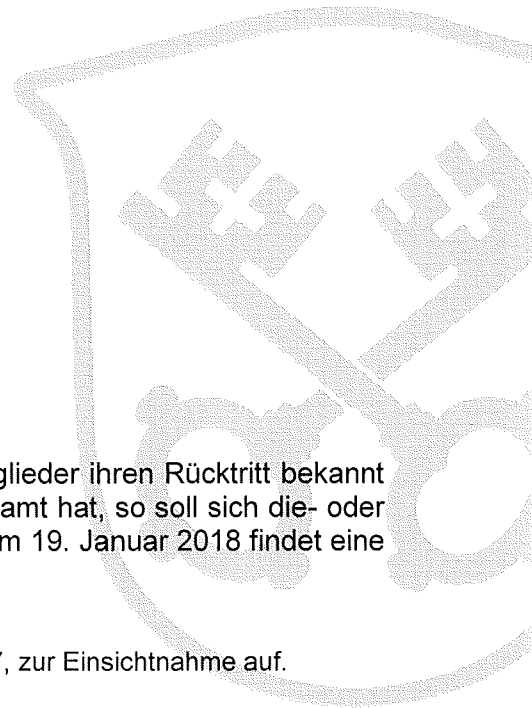 glieder ihren Rücktritt bekannt
amt hat, so soll sich die- oder
m 19. Januar 2018 findet eine
, zur Einsichtnahme auf.